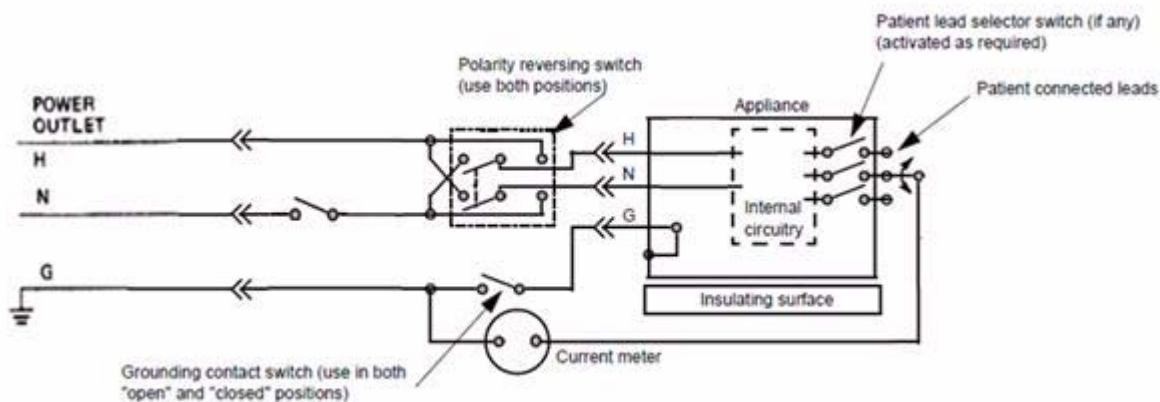 Patient lead selector switch (if any)
(activated as required)
Polarity reversing switch
(use both positions)
Patient connected leads
POWER
OUTLET
Appliance
H
H
N
N
G
Internal
circuitry
G
Insulating surface
Current meter
Grounding contact switch (use in both
"open" and "closed" positions)